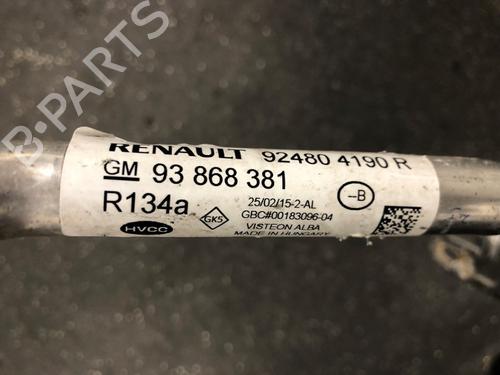 B-PARTS
RENAULT 92480 4190 R
GM 93 868 381
R134a
25/02/15-2-AL
GBC#00183096-04
VISTEON ALBA
MADE IN HUNGARY
HVCC
GK5
--B